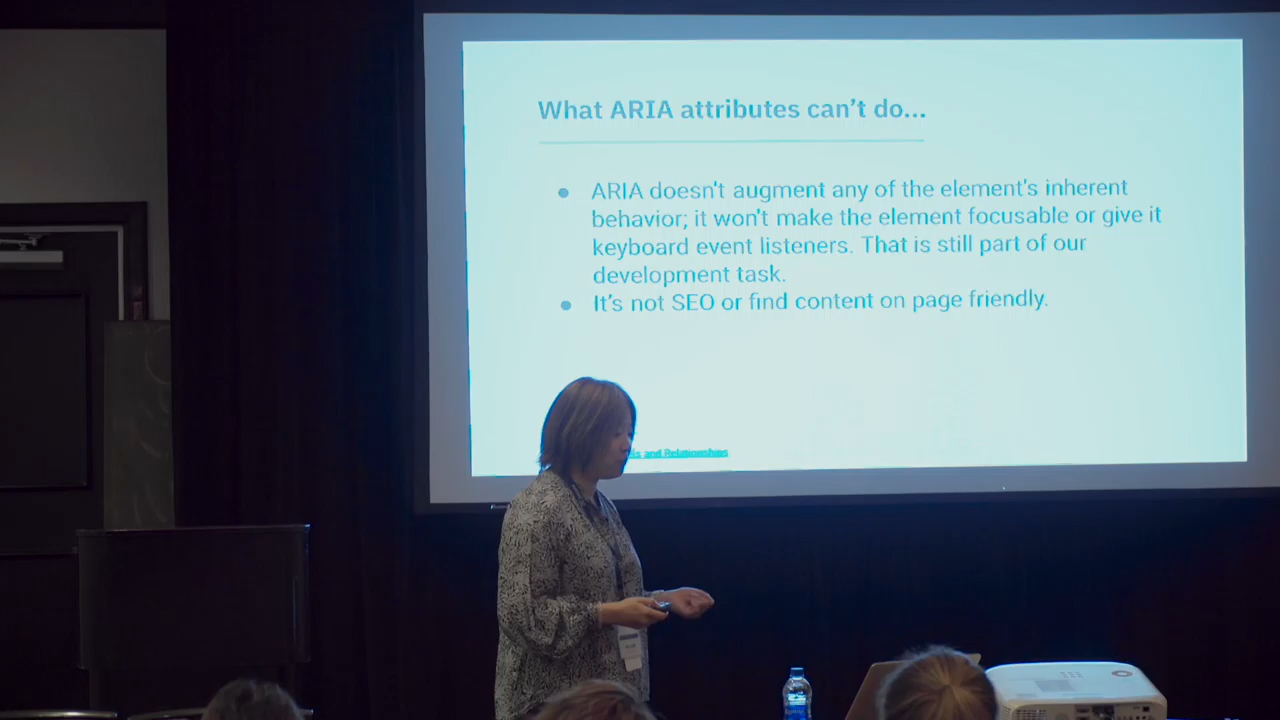 What ARIA attributes can't do...
ARIA doesn't augment any of the element's inherent
behavior; it won't make the element focusable or give it
keyboard event listeners. That is still part of our
development task.
It's not SEO or find content on page friendly.
and Relationships